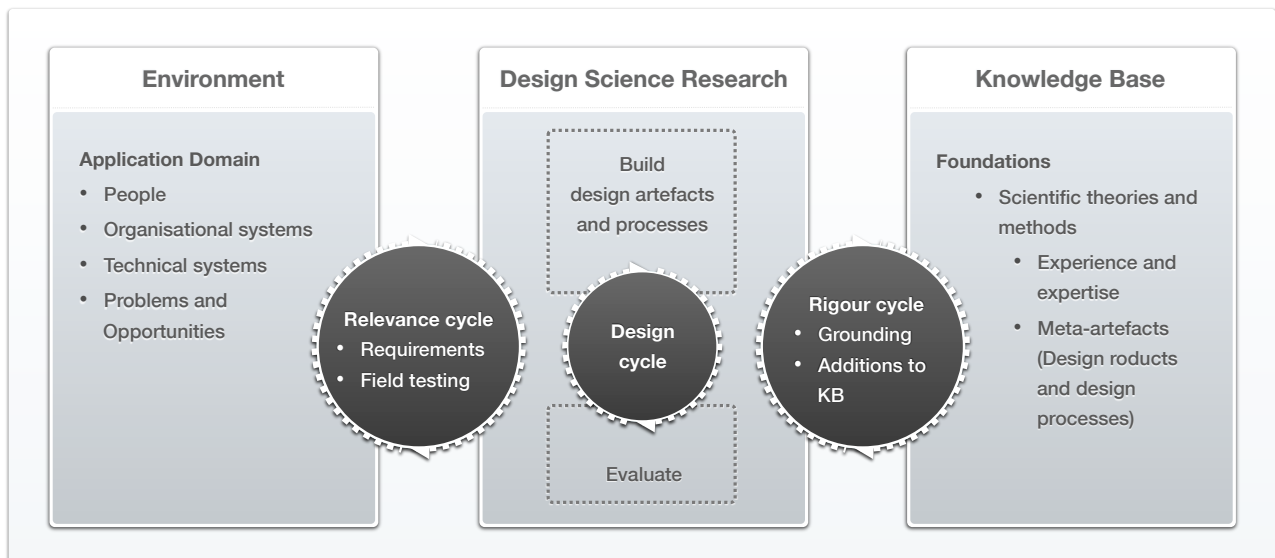 Environment
Application Domain
• People
• Organisational systems
• Technical systems
• Problems and
Opportunities
Relevance cycle
• Requirements
• Field testing
Design Science Research
Build
design artefacts
and processes
Design
cycle
Evaluate
Rigour cycle
• Grounding
• Additions to
KB
Knowledge Base
Foundations
• Scientific theories and
methods
• Experience and
expertise
• Meta-artefacts
(Design roducts
and design
processes)